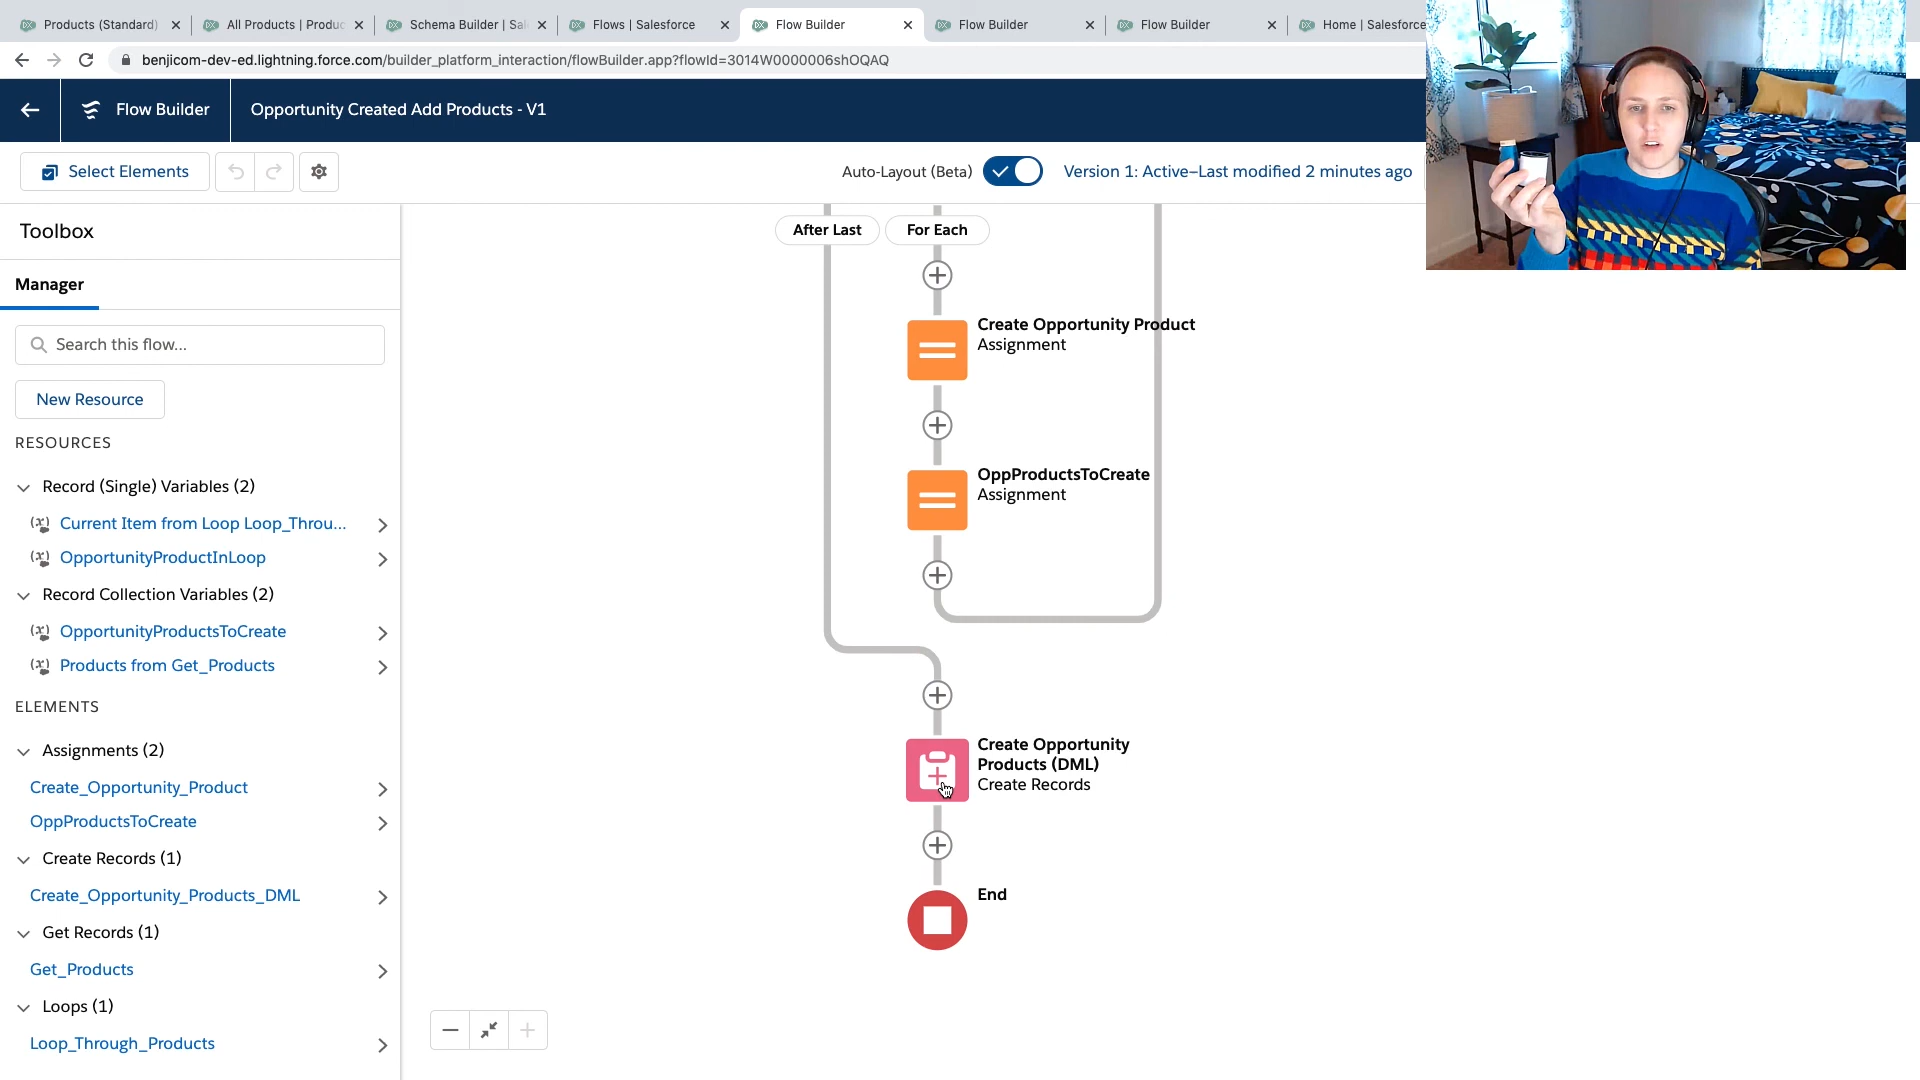 Products (Standard)
All Products | Produc
Schema Builder | Sal
Flows | Salesforce
Flow Builder
Flow Builder
Flow Builder
Home | Salesforce
benjicom-dev-ed.lightning.force.com/builder_platform_interaction/flowBuilder.app?flowId=3014W0000006shOQAQ
Flow Builder
Opportunity Created Add Products - V1
Select Elements
Auto-Layout (Beta)
Version 1: Active–Last modified 2 minutes ago
Toolbox
Manager
Search this flow...
New Resource
RESOURCES
Record (Single) Variables (2)
Current Item from Loop Loop_Throu...
OpportunityProductInLoop
Record Collection Variables (2)
OpportunityProductsToCreate
Products from Get_Products
ELEMENTS
Assignments (2)
Create_Opportunity_Product
OppProductsToCreate
Create Records (1)
Create_Opportunity_Products_DML
Get Records (1)
Get_Products
Loops (1)
Loop_Through_Products
After Last
For Each
Create Opportunity Product
Assignment
OppProductsToCreate
Assignment
Create Opportunity
Products (DML)
Create Records
End